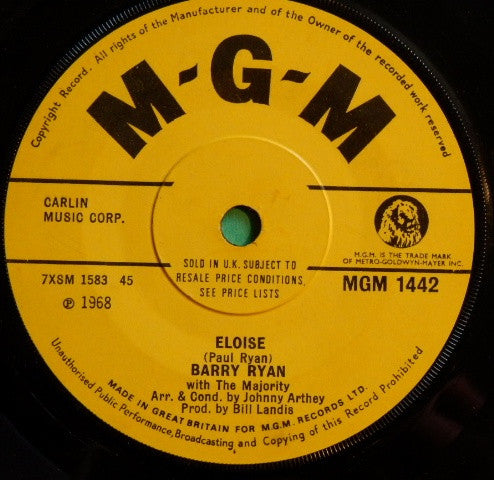 Copyright Record. All rights of the Manufacturer and of the Owner of the recorded work reserved
M-G-M
CARLIN
MUSIC CORP.
M.G.M. IS THE TRADE MARK
OF METRO-GOLDWYN-MAYER INC.
SOLD IN U.K. SUBJECT TO
RESALE PRICE CONDITIONS,
SEE PRICE LISTS
7XSM 1583 45
MGM 1442
℗ 1968
ELOISE
(Paul Ryan)
BARRY RYAN
with The Majority
Arr. & Cond. by Johnny Arthey
Prod. by Bill Landis
MADE IN GREAT BRITAIN FOR M.G.M. RECORDS LTD.
Unauthorised Public Performance, Broadcasting and Copying of this Record Prohibited